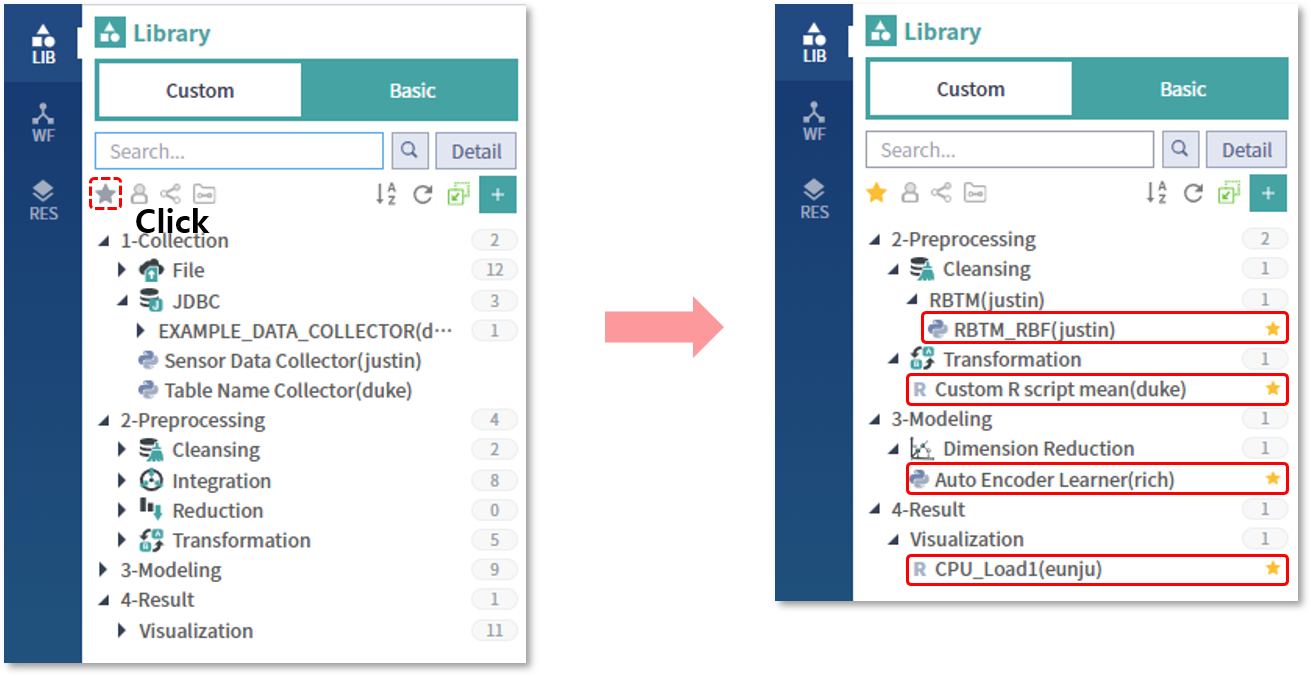 LIB
WF
RES
Library
Custom Basic
Search... Detail
Click
1-Collection 2
File 12
JDBC 3
EXAMPLE_DATA_COLLECTOR(d··· 1
Sensor Data Collector(justin)
Table Name Collector(duke)
2-Preprocessing 4
Cleansing 2
Integration 8
Reduction 0
Transformation 5
3-Modeling 9
4-Result 1
Visualization 11
LIB
WF
RES
Library
Custom Basic
Search... Detail
2-Preprocessing 2
Cleansing 1
RBTM(justin) 1
RBTM_RBF(justin)
Transformation 1
R Custom R script mean(duke)
3-Modeling 1
Dimension Reduction 1
Auto Encoder Learner(rich)
4-Result 1
Visualization 1
R CPU_Load1(eunju)